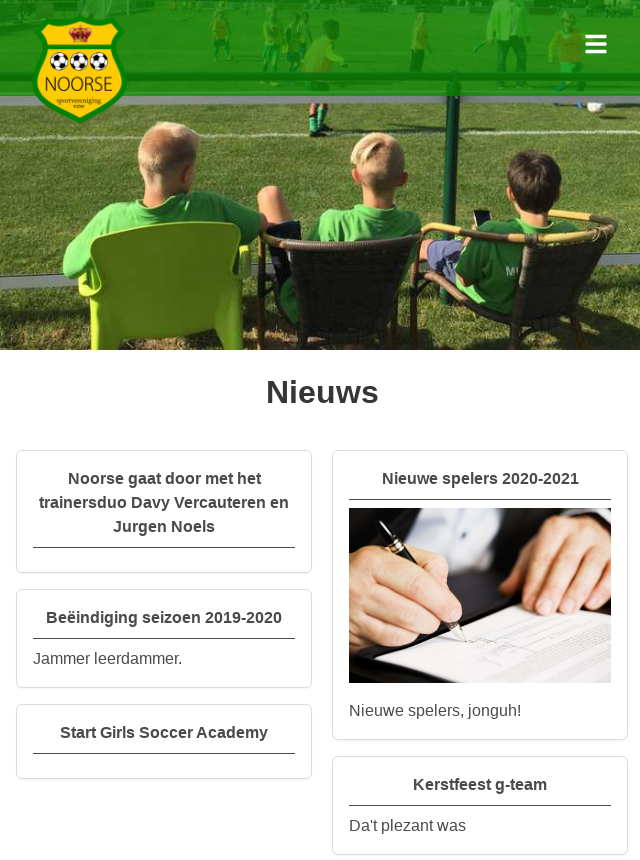 NOORSE
sportvereniging
vzw
Nieuws
Noorse gaat door met het
trainersduo Davy Vercauteren en
Jurgen Noels
Beëindiging seizoen 2019-2020
Jammer leerdammer.
Start Girls Soccer Academy
Nieuwe spelers 2020-2021
Nieuwe spelers, jonguh!
Kerstfeest g-team
Da't plezant was